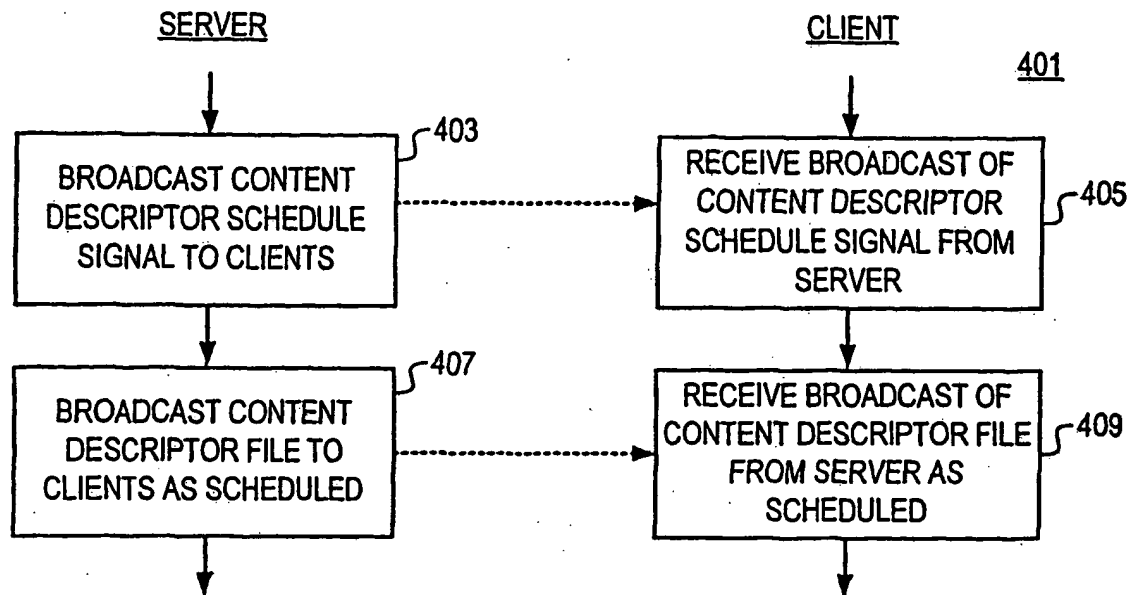 SERVER
CLIENT
401
403
BROADCAST CONTENT
DESCRIPTOR SCHEDULE
SIGNAL TO CLIENTS
RECEIVE BROADCAST OF
CONTENT DESCRIPTOR
SCHEDULE SIGNAL FROM
SERVER
405
407
BROADCAST CONTENT
DESCRIPTOR FILE TO
CLIENTS AS SCHEDULED
RECEIVE BROADCAST OF
CONTENT DESCRIPTOR FILE
FROM SERVER AS
SCHEDULED
409